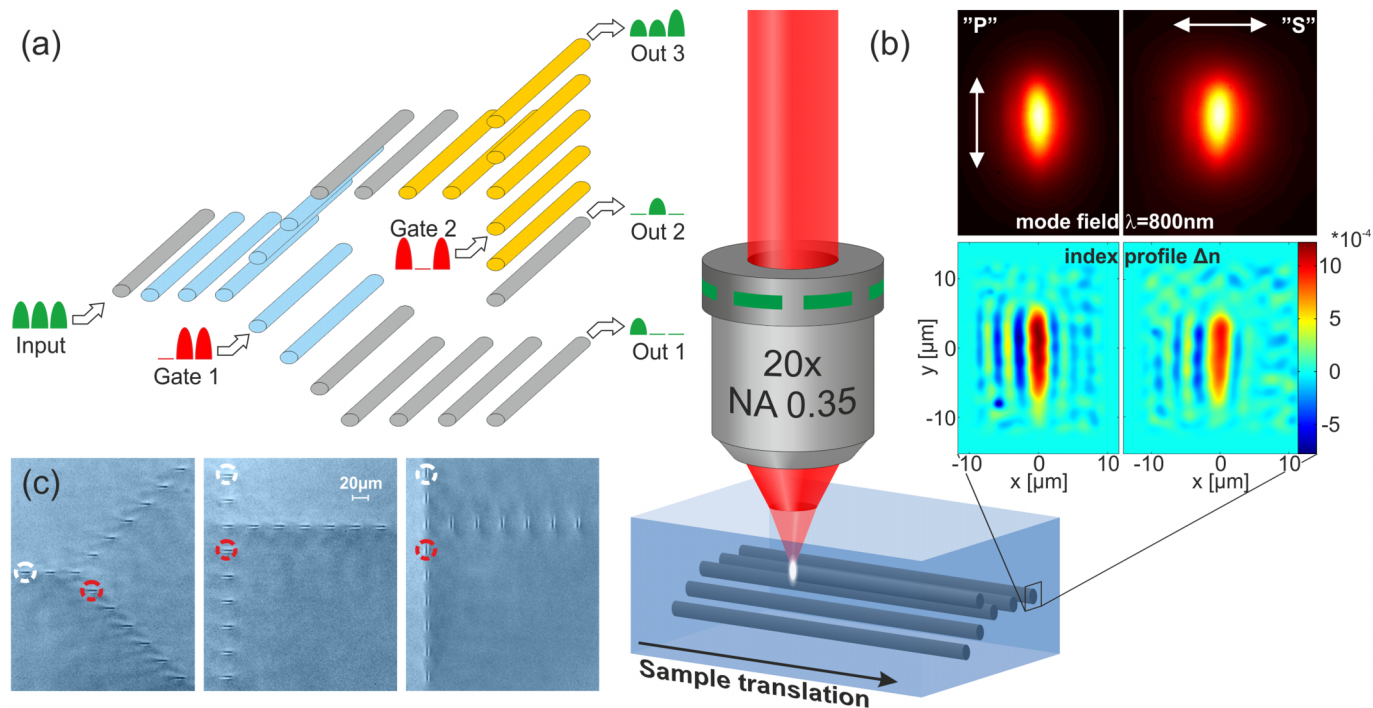 (a)
Out 3
Gate 2
Out 2
Input
Gate 1
Out 1
20x
NA 0.35
Sample translation
(b)
”P”
”S”
mode field λ=800nm
index profile Δn
*10⁻⁴
10
5
0
-5
y [µm]
10
0
-10
-10
0
10
x [µm]
-10
0
10
x [µm]
(c)
20µm